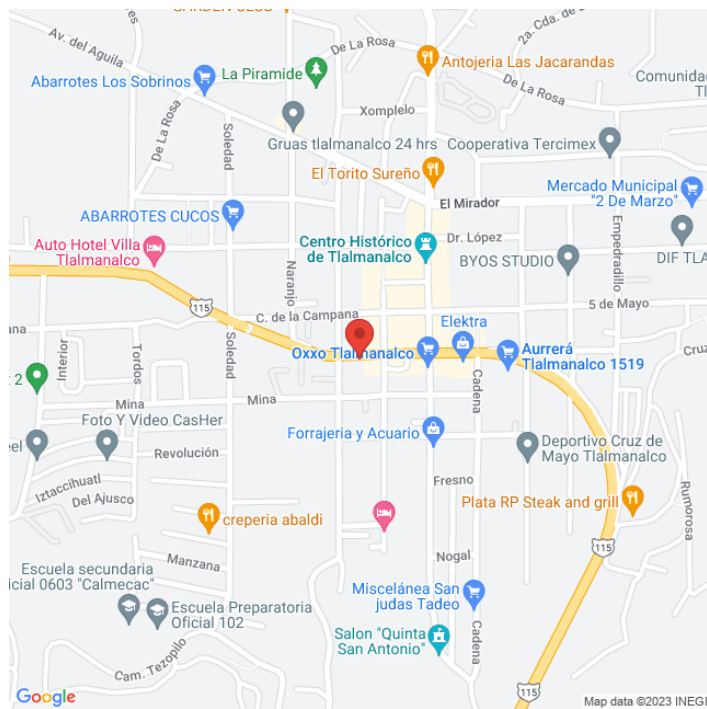 GARDEN CLUB
Av. del Aguila
De La Rosa
2a. Cda. de
Antojeria Las Jacarandas
La Piramide
Abarrotes Los Sobrinos
De La Rosa
Comunidad
Xomplelo
De La Rosa
Gruas tlalmanalco 24 hrs
Cooperativa Tercimex
Soledad
El Torito Sureño
El Mirador
Mercado Municipal
"2 De Marzo"
ABARROTES CUCOS
Empedradillo
Auto Hotel Villa
Tlalmanalco
Centro Histórico
de Tlalmanalco
Dr. López
BYOS STUDIO
DIF TLA
Naranjo
115
C. de la Campana
5 de Mayo
ana
Elektra
Oxxo Tlalmanalco
Aurrerá
Tlalmanalco 1519
Cruz
Interior
Tordos
Soledad
Cadena
2
Mina
Mina
Foto Y Video CasHer
Forrajeria y Acuario
Deportivo Cruz de
Mayo Tlalmanalco
eel
Revolución
Iztaccihuatl
Del Ajusco
Fresno
Rumorosa
Plata RP Steak and grill
creperia abaldi
115
Nogal
Manzana
Escuela secundaria
icial 0603 "Calmecac"
Miscelánea San
judas Tadeo
Escuela Preparatoria
Oficial 102
Salon "Quinta
San Antonio"
Cadena
Cam. Tezopilo
115
Google
Map data ©2023 INEGI